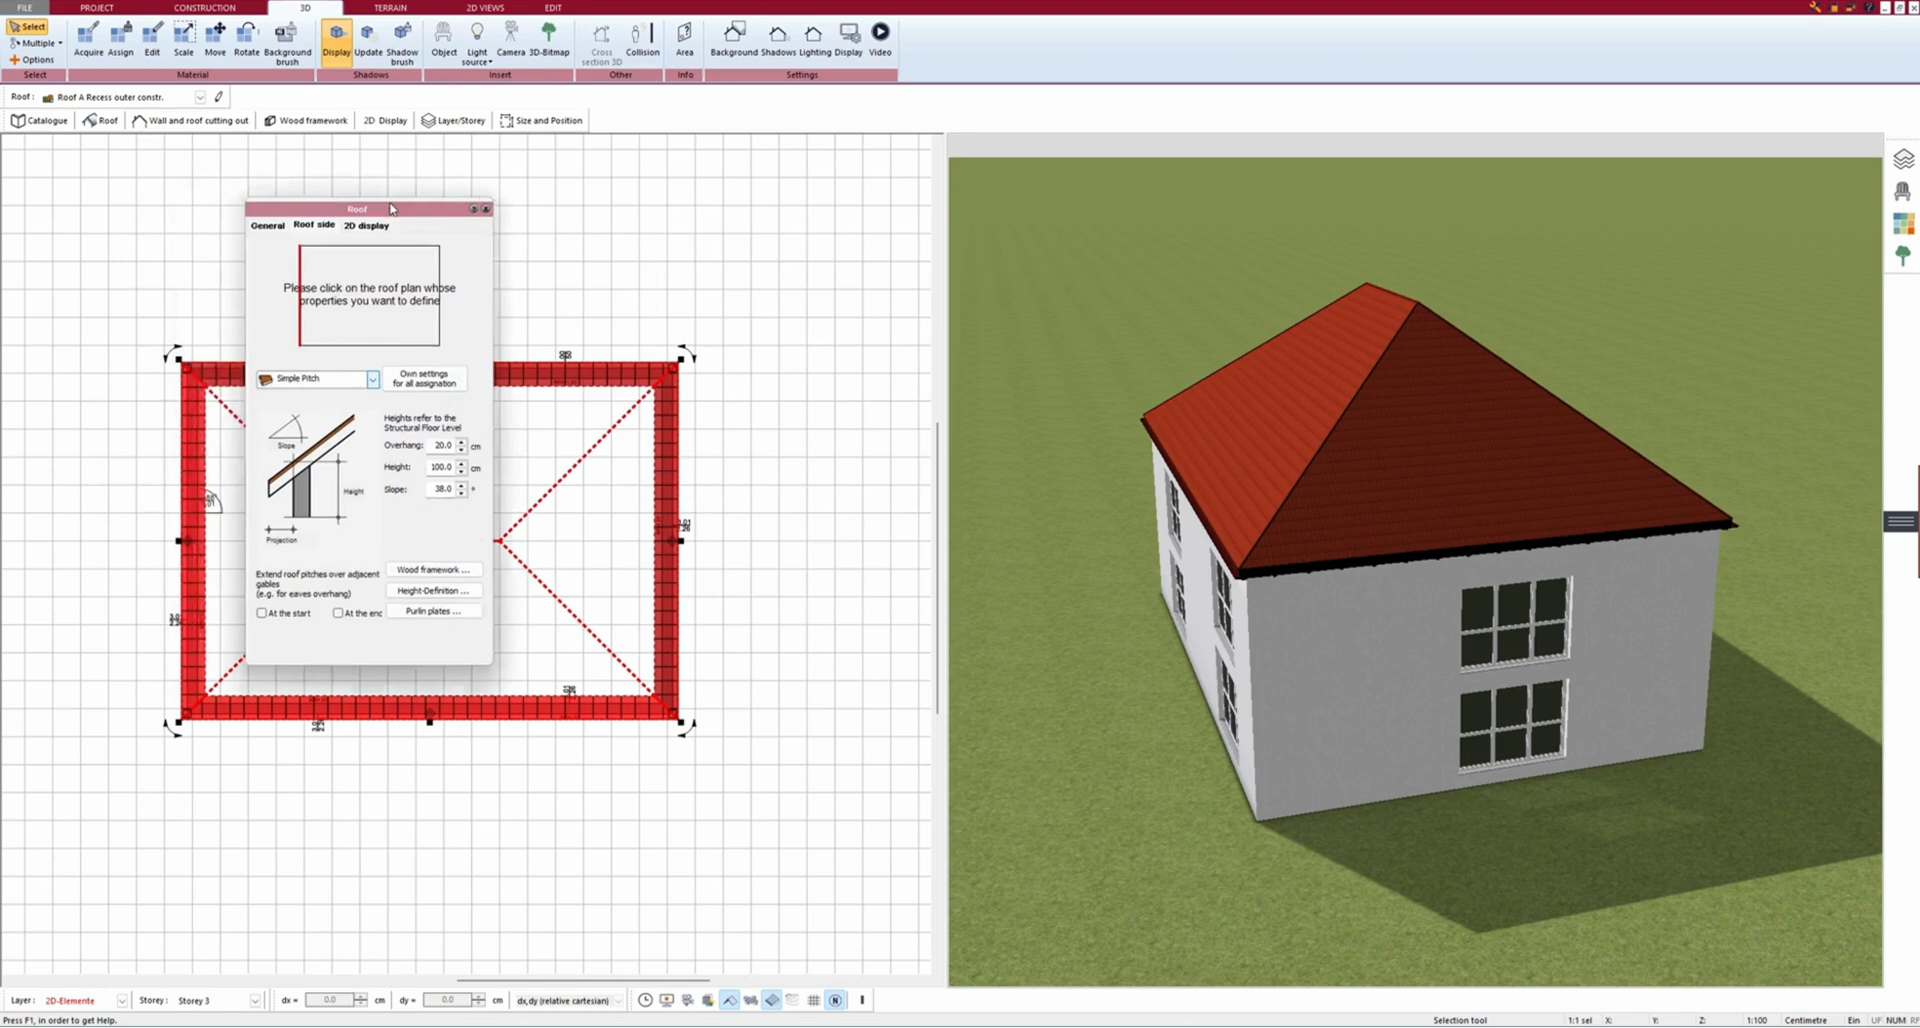 FILE PROJECT CONSTRUCTION 3D TERRAIN 2D VIEWS EDIT
Select
Multiple
Options
Acquire Assign Edit Scale Move Rotate Background brush
Display Update Shadow brush
Object Light source Camera 3D-Bitmap
Cross section 3D Collision
Area
Background Shadows Lighting Display Video
Select Material Shadows Insert Other Info Settings
Roof : Roof A Recess outer constr.
Catalogue Roof Wall and roof cutting out Wood framework 2D Display Layer/Storey Size and Position
Roof
General Roof side 2D display
Please click on the roof plan whose
properties you want to define
Simple Pitch
Own settings
for all assignation
Heights refer to the
Structural Floor Level
Slope
Overhang: 20.0 cm
Height: 100.0 cm
Slope: 38.0 °
Height
Projection
Extend roof pitches over adjacent
gables
(e.g. for eaves overhang)
At the start At the enc
Wood framework ...
Height-Definition ...
Purlin plates ...
Layer : 2D-Elemente Storey : Storey 3 dx = 0.0 cm dy = 0.0 cm dx,dy (relative cartesian)
Press F1, in order to get Help. Selection tool 1:1 sel X: Y: Z: 1:100 Centimetre Ein UF NUM RF